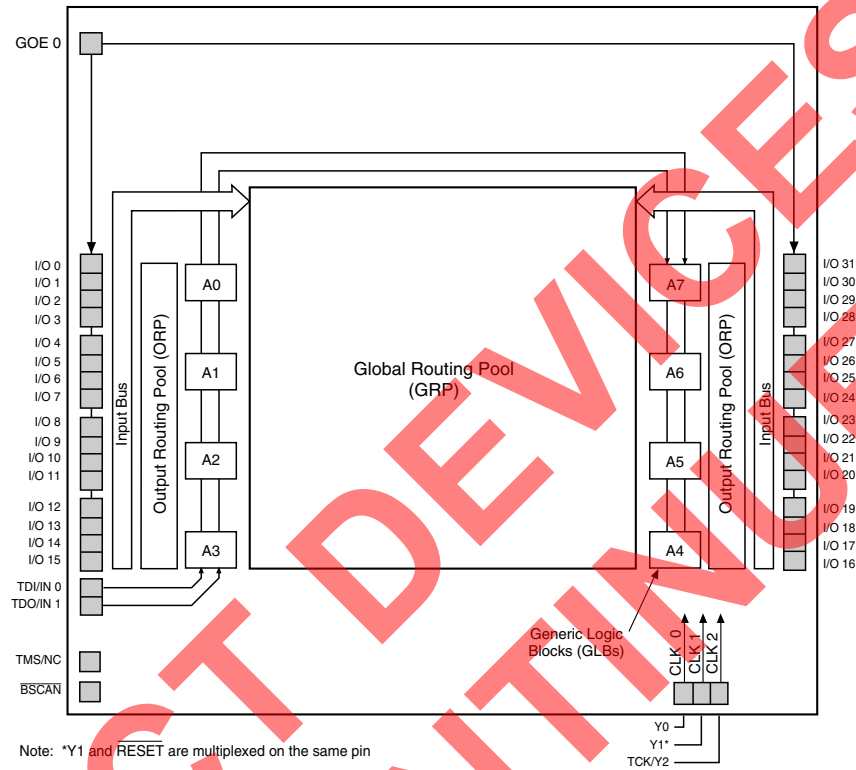 GOE 0
I/O 0
I/O 1
I/O 2
I/O 3
I/O 4
I/O 5
I/O 6
I/O 7
I/O 8
I/O 9
I/O 10
I/O 11
I/O 12
I/O 13
I/O 14
I/O 15
TDI/IN 0
TDO/IN 1
TMS/NC
BSCAN
Input Bus
Output Routing Pool (ORP)
A0
A1
A2
A3
Global Routing Pool
(GRP)
A7
A6
A5
A4
Output Routing Pool (ORP)
Input Bus
I/O 31
I/O 30
I/O 29
I/O 28
I/O 27
I/O 26
I/O 25
I/O 24
I/O 23
I/O 22
I/O 21
I/O 20
I/O 19
I/O 18
I/O 17
I/O 16
Generic Logic
Blocks (GLBs)
CLK 0
CLK 1
CLK 2
Y0
Y1*
TCK/Y2
Note: *Y1 and RESET are multiplexed on the same pin
CT DEVICES
NTINUE